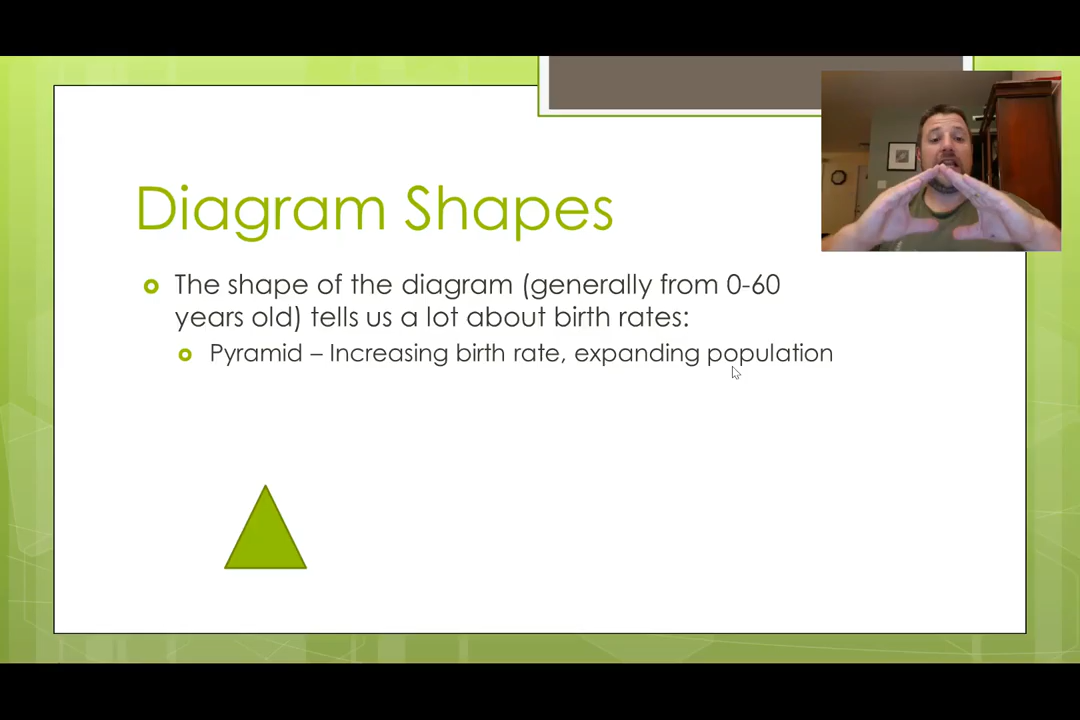 Diagram Shapes
The shape of the diagram (generally from 0-60
years old) tells us a lot about birth rates:
Pyramid – Increasing birth rate, expanding population